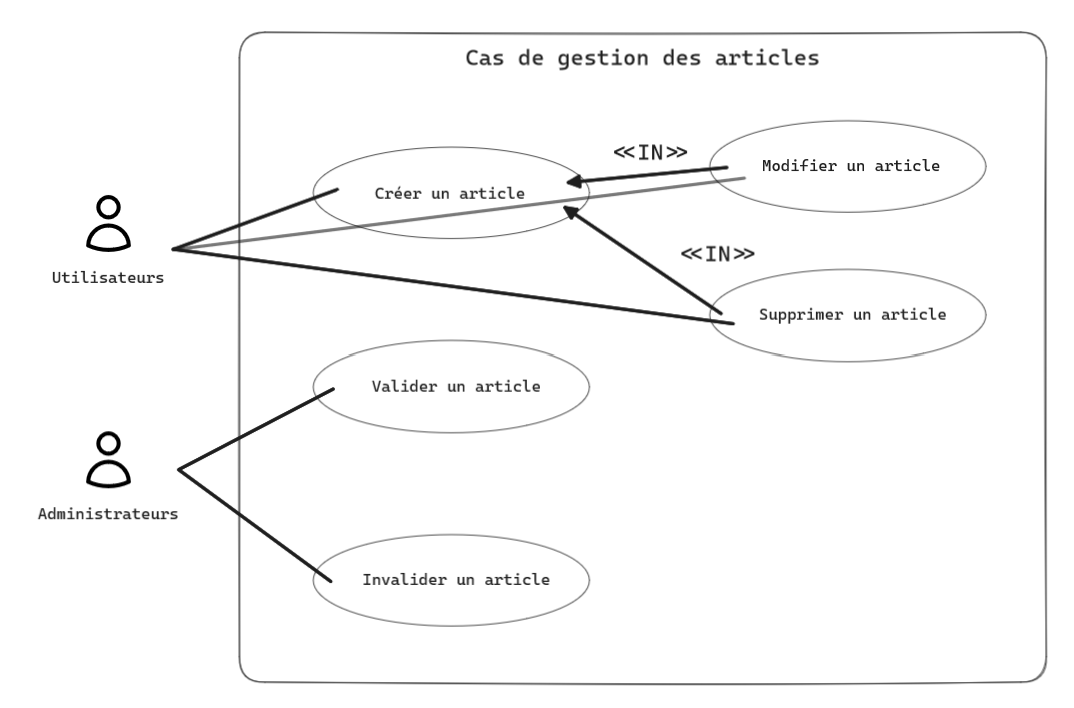 Cas de gestion des articles
<<IN>>
Modifier un article
Créer un article
<<IN>>
Utilisateurs
Supprimer un article
Valider un article
Administrateurs
Invalider un article